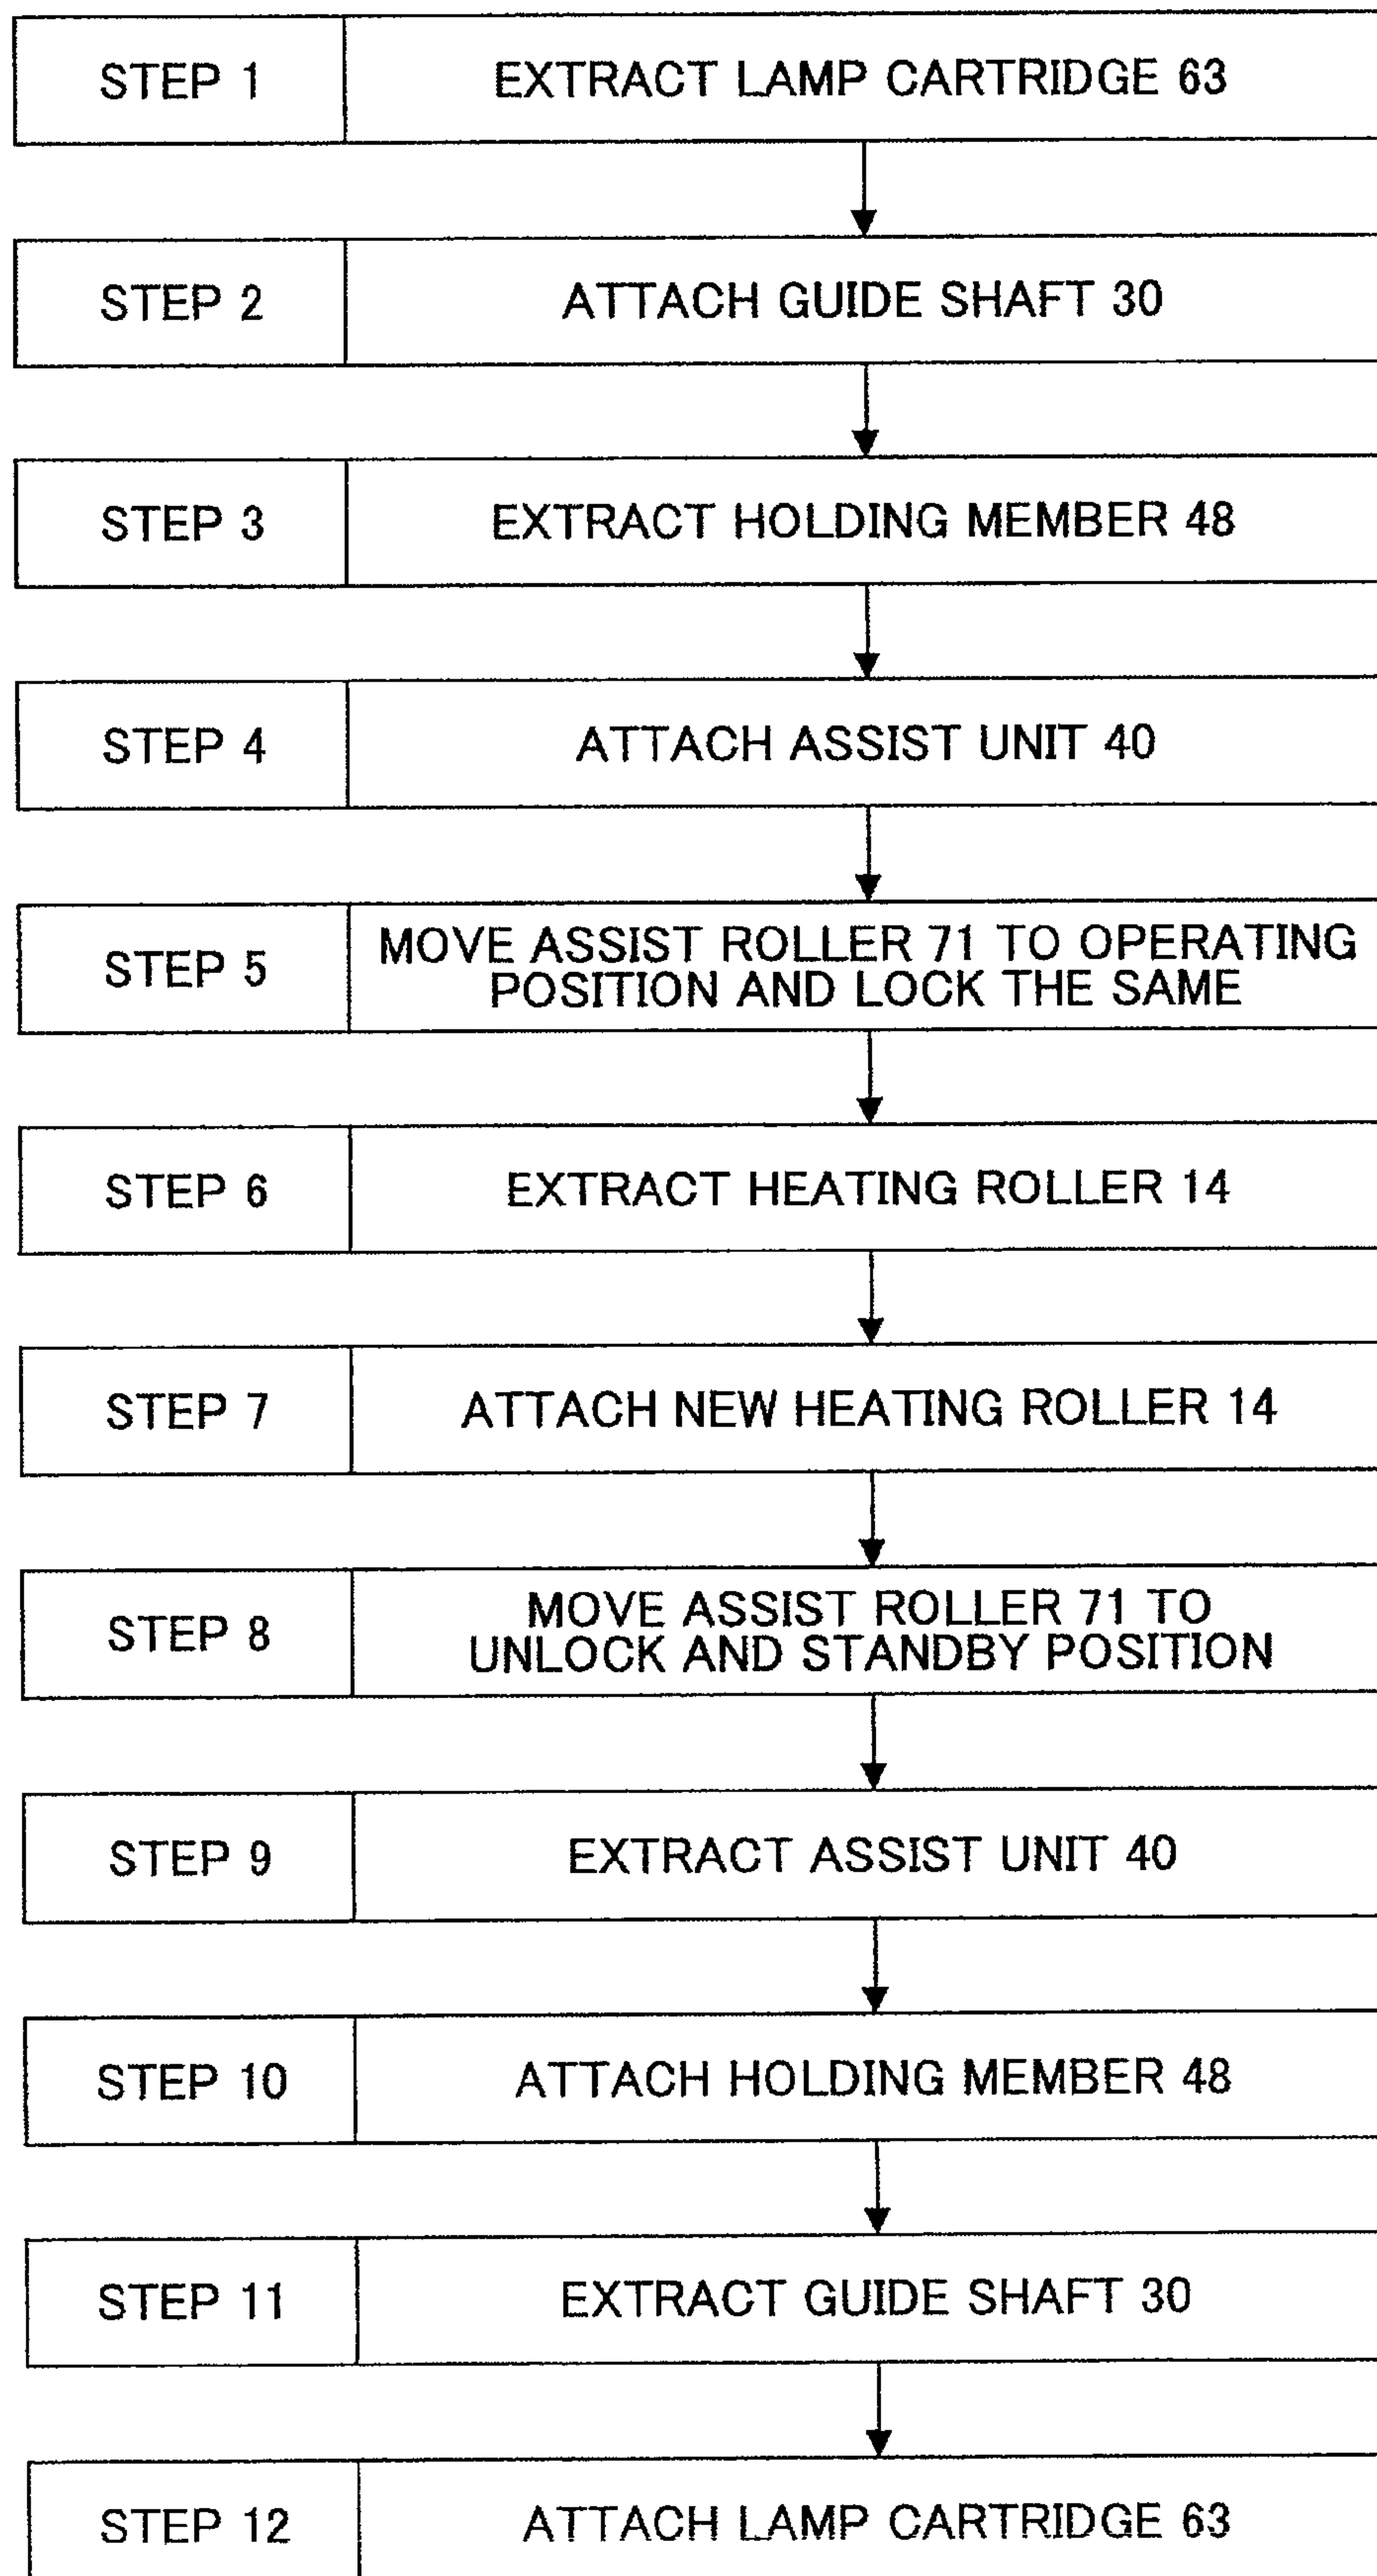 STEP 1 EXTRACT LAMP CARTRIDGE 63
STEP 2 ATTACH GUIDE SHAFT 30
STEP 3 EXTRACT HOLDING MEMBER 48
STEP 4 ATTACH ASSIST UNIT 40
STEP 5 MOVE ASSIST ROLLER 71 TO OPERATING
POSITION AND LOCK THE SAME
STEP 6 EXTRACT HEATING ROLLER 14
STEP 7 ATTACH NEW HEATING ROLLER 14
STEP 8 MOVE ASSIST ROLLER 71 TO
UNLOCK AND STANDBY POSITION
STEP 9 EXTRACT ASSIST UNIT 40
STEP 10 ATTACH HOLDING MEMBER 48
STEP 11 EXTRACT GUIDE SHAFT 30
STEP 12 ATTACH LAMP CARTRIDGE 63